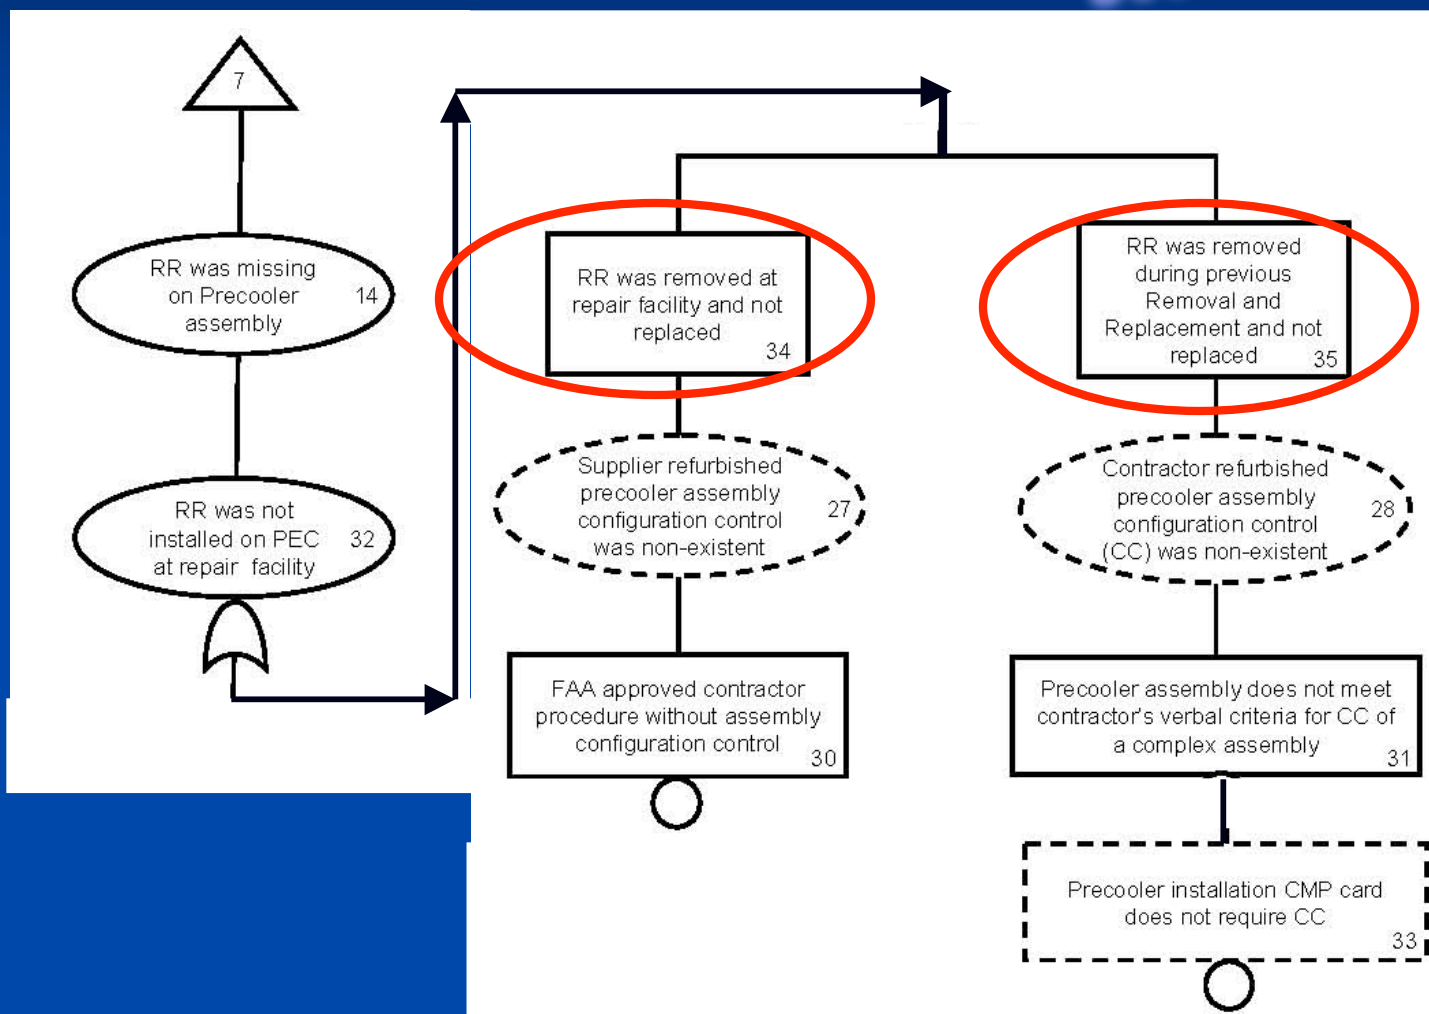 7
RR was missing
on Precooler
assembly
14
RR was not
installed on PEC
at repair facility
32
RR was removed at
repair facility and not
replaced
34
Supplier refurbished
precooler assembly
configuration control
was non-existent
27
FAA approved contractor
procedure without assembly
configuration control
30
RR was removed
during previous
Removal and
Replacement and not
replaced
35
Contractor refurbished
precooler assembly
configuration control
(CC) was non-existent
28
Precooler assembly does not meet
contractor's verbal criteria for CC of
a complex assembly
31
Precooler installation CMP card
does not require CC
33